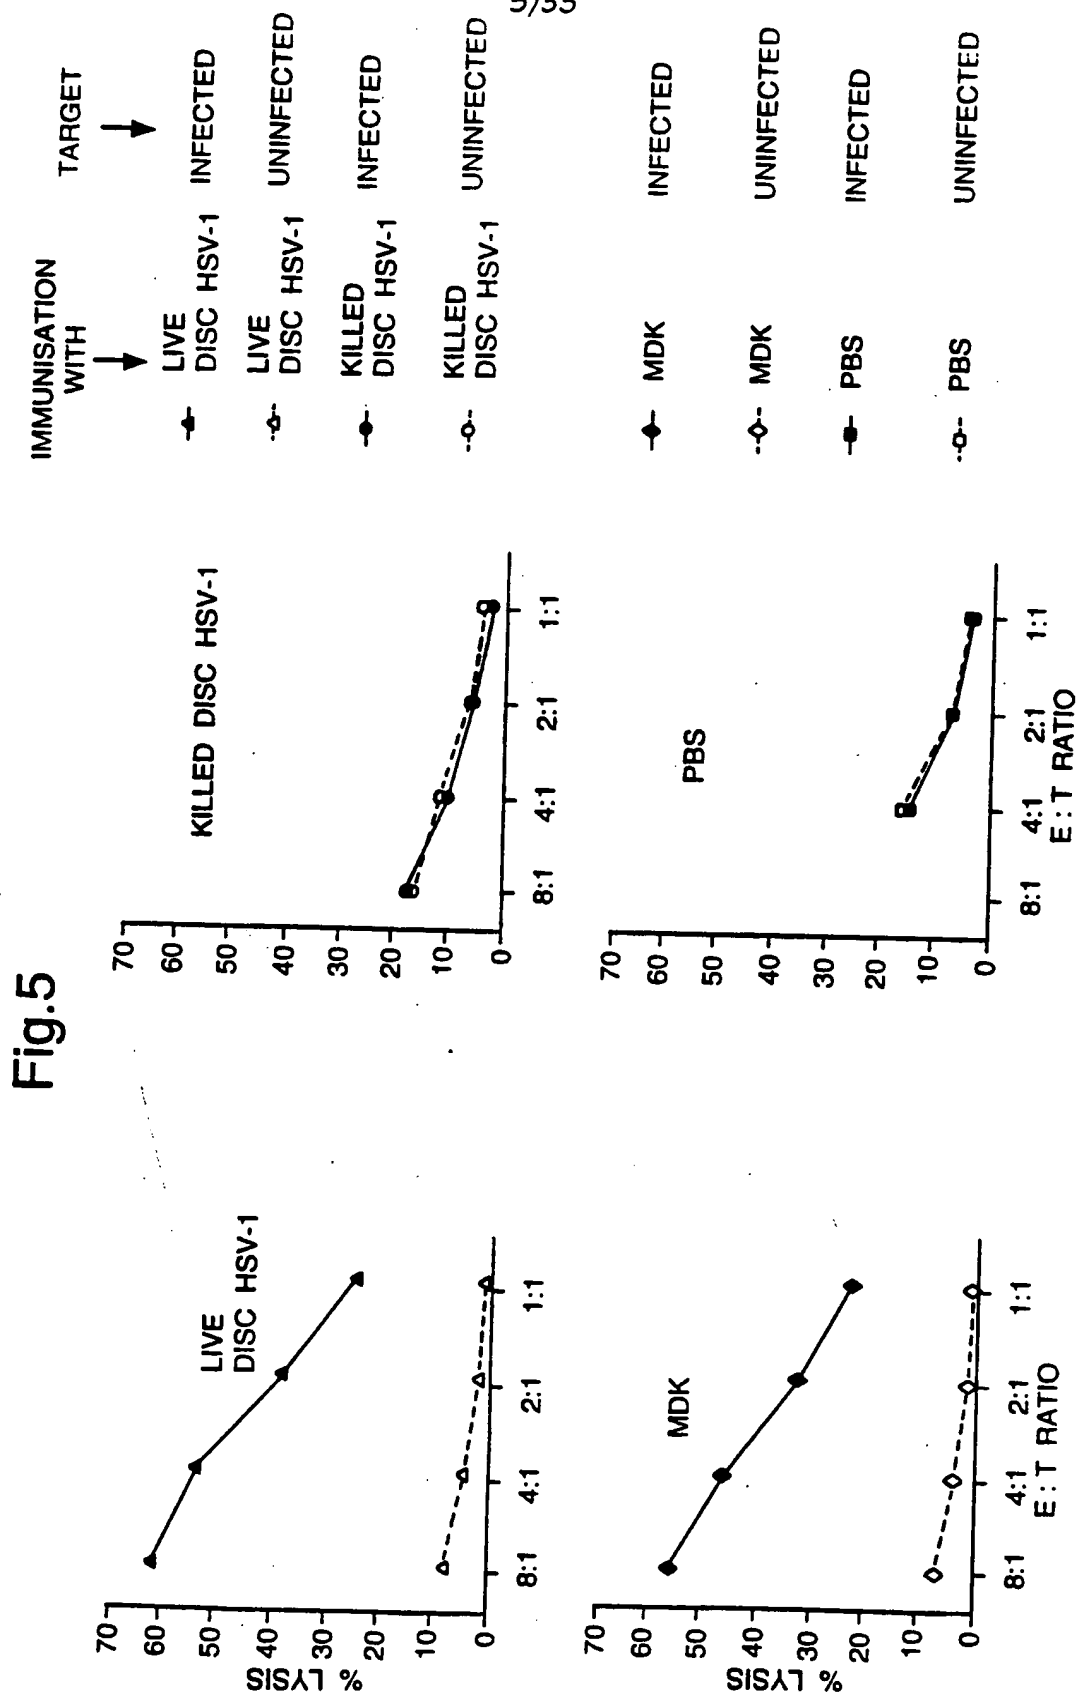 5/33
Fig.5
LIVE
DISC HSV-1
% LYSIS
70
60
50
40
30
20
10
0
8:1
4:1
2:1
1:1
KILLED DISC HSV-1
70
60
50
40
30
20
10
0
8:1
4:1
2:1
1:1
MDK
% LYSIS
70
60
50
40
30
20
10
0
8:1
4:1
2:1
1:1
E:T RATIO
PBS
70
60
50
40
30
20
10
0
8:1
4:1
2:1
1:1
E:T RATIO
IMMUNISATION
WITH
TARGET
LIVE
DISC HSV-1 INFECTED
LIVE
DISC HSV-1 UNINFECTED
KILLED
DISC HSV-1 INFECTED
KILLED
DISC HSV-1 UNINFECTED
MDK INFECTED
MDK UNINFECTED
PBS INFECTED
PBS UNINFECTED